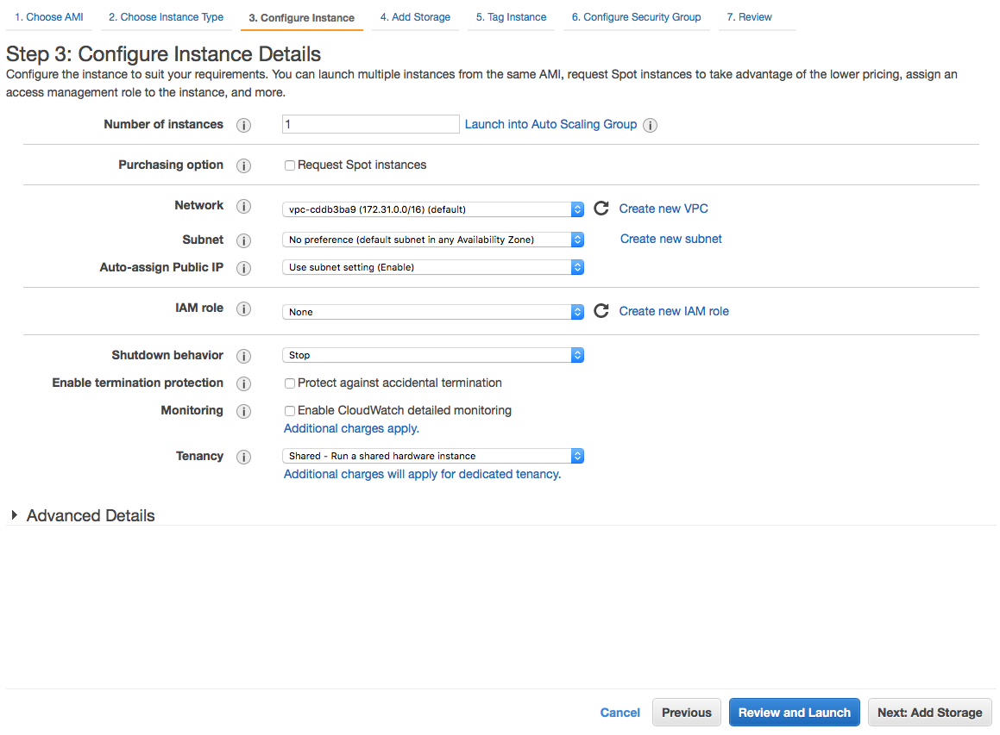 1. Choose AMI 2. Choose Instance Type 3. Configure Instance 4. Add Storage 5. Tag Instance 6. Configure Security Group 7. Review
Step 3: Configure Instance Details
Configure the instance to suit your requirements. You can launch multiple instances from the same AMI, request Spot instances to take advantage of the lower pricing, assign an
access management role to the instance, and more.
Number of instances i 1 Launch into Auto Scaling Group i
Purchasing option i Request Spot instances
Network i vpc-cddb3ba9 (172.31.0.0/16) (default) Create new VPC
Subnet i No preference (default subnet in any Availability Zone) Create new subnet
Auto-assign Public IP i Use subnet setting (Enable)
IAM role i None Create new IAM role
Shutdown behavior i Stop
Enable termination protection i Protect against accidental termination
Monitoring i Enable CloudWatch detailed monitoring
Additional charges apply.
Tenancy i Shared - Run a shared hardware instance
Additional charges will apply for dedicated tenancy.
Advanced Details
Cancel Previous Review and Launch Next: Add Storage